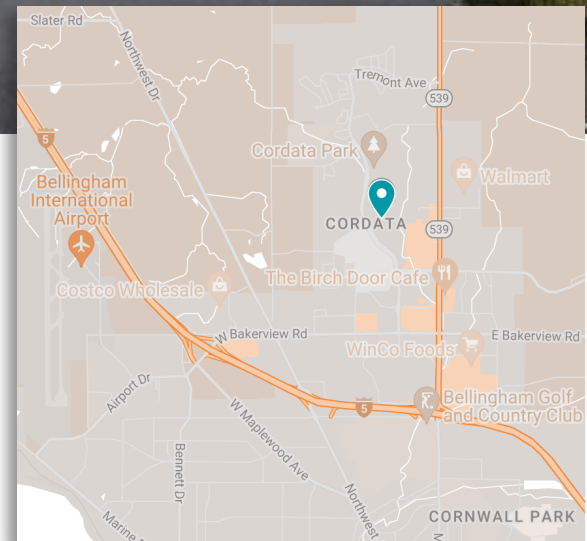 Slater Rd
Northwest Dr
Tremont Ave
539
5
Cordata Park
Walmart
Bellingham
International
Airport
CORDATA
539
The Birch Door Cafe
Costco Wholesale
W Bakerview Rd
E Bakerview Rd
WinCo Foods
Airport Dr
5
Bellingham Golf
and Country Club
W Maplewood Ave
Bennett Dr
Northwest
Marine
CORNWALL PARK